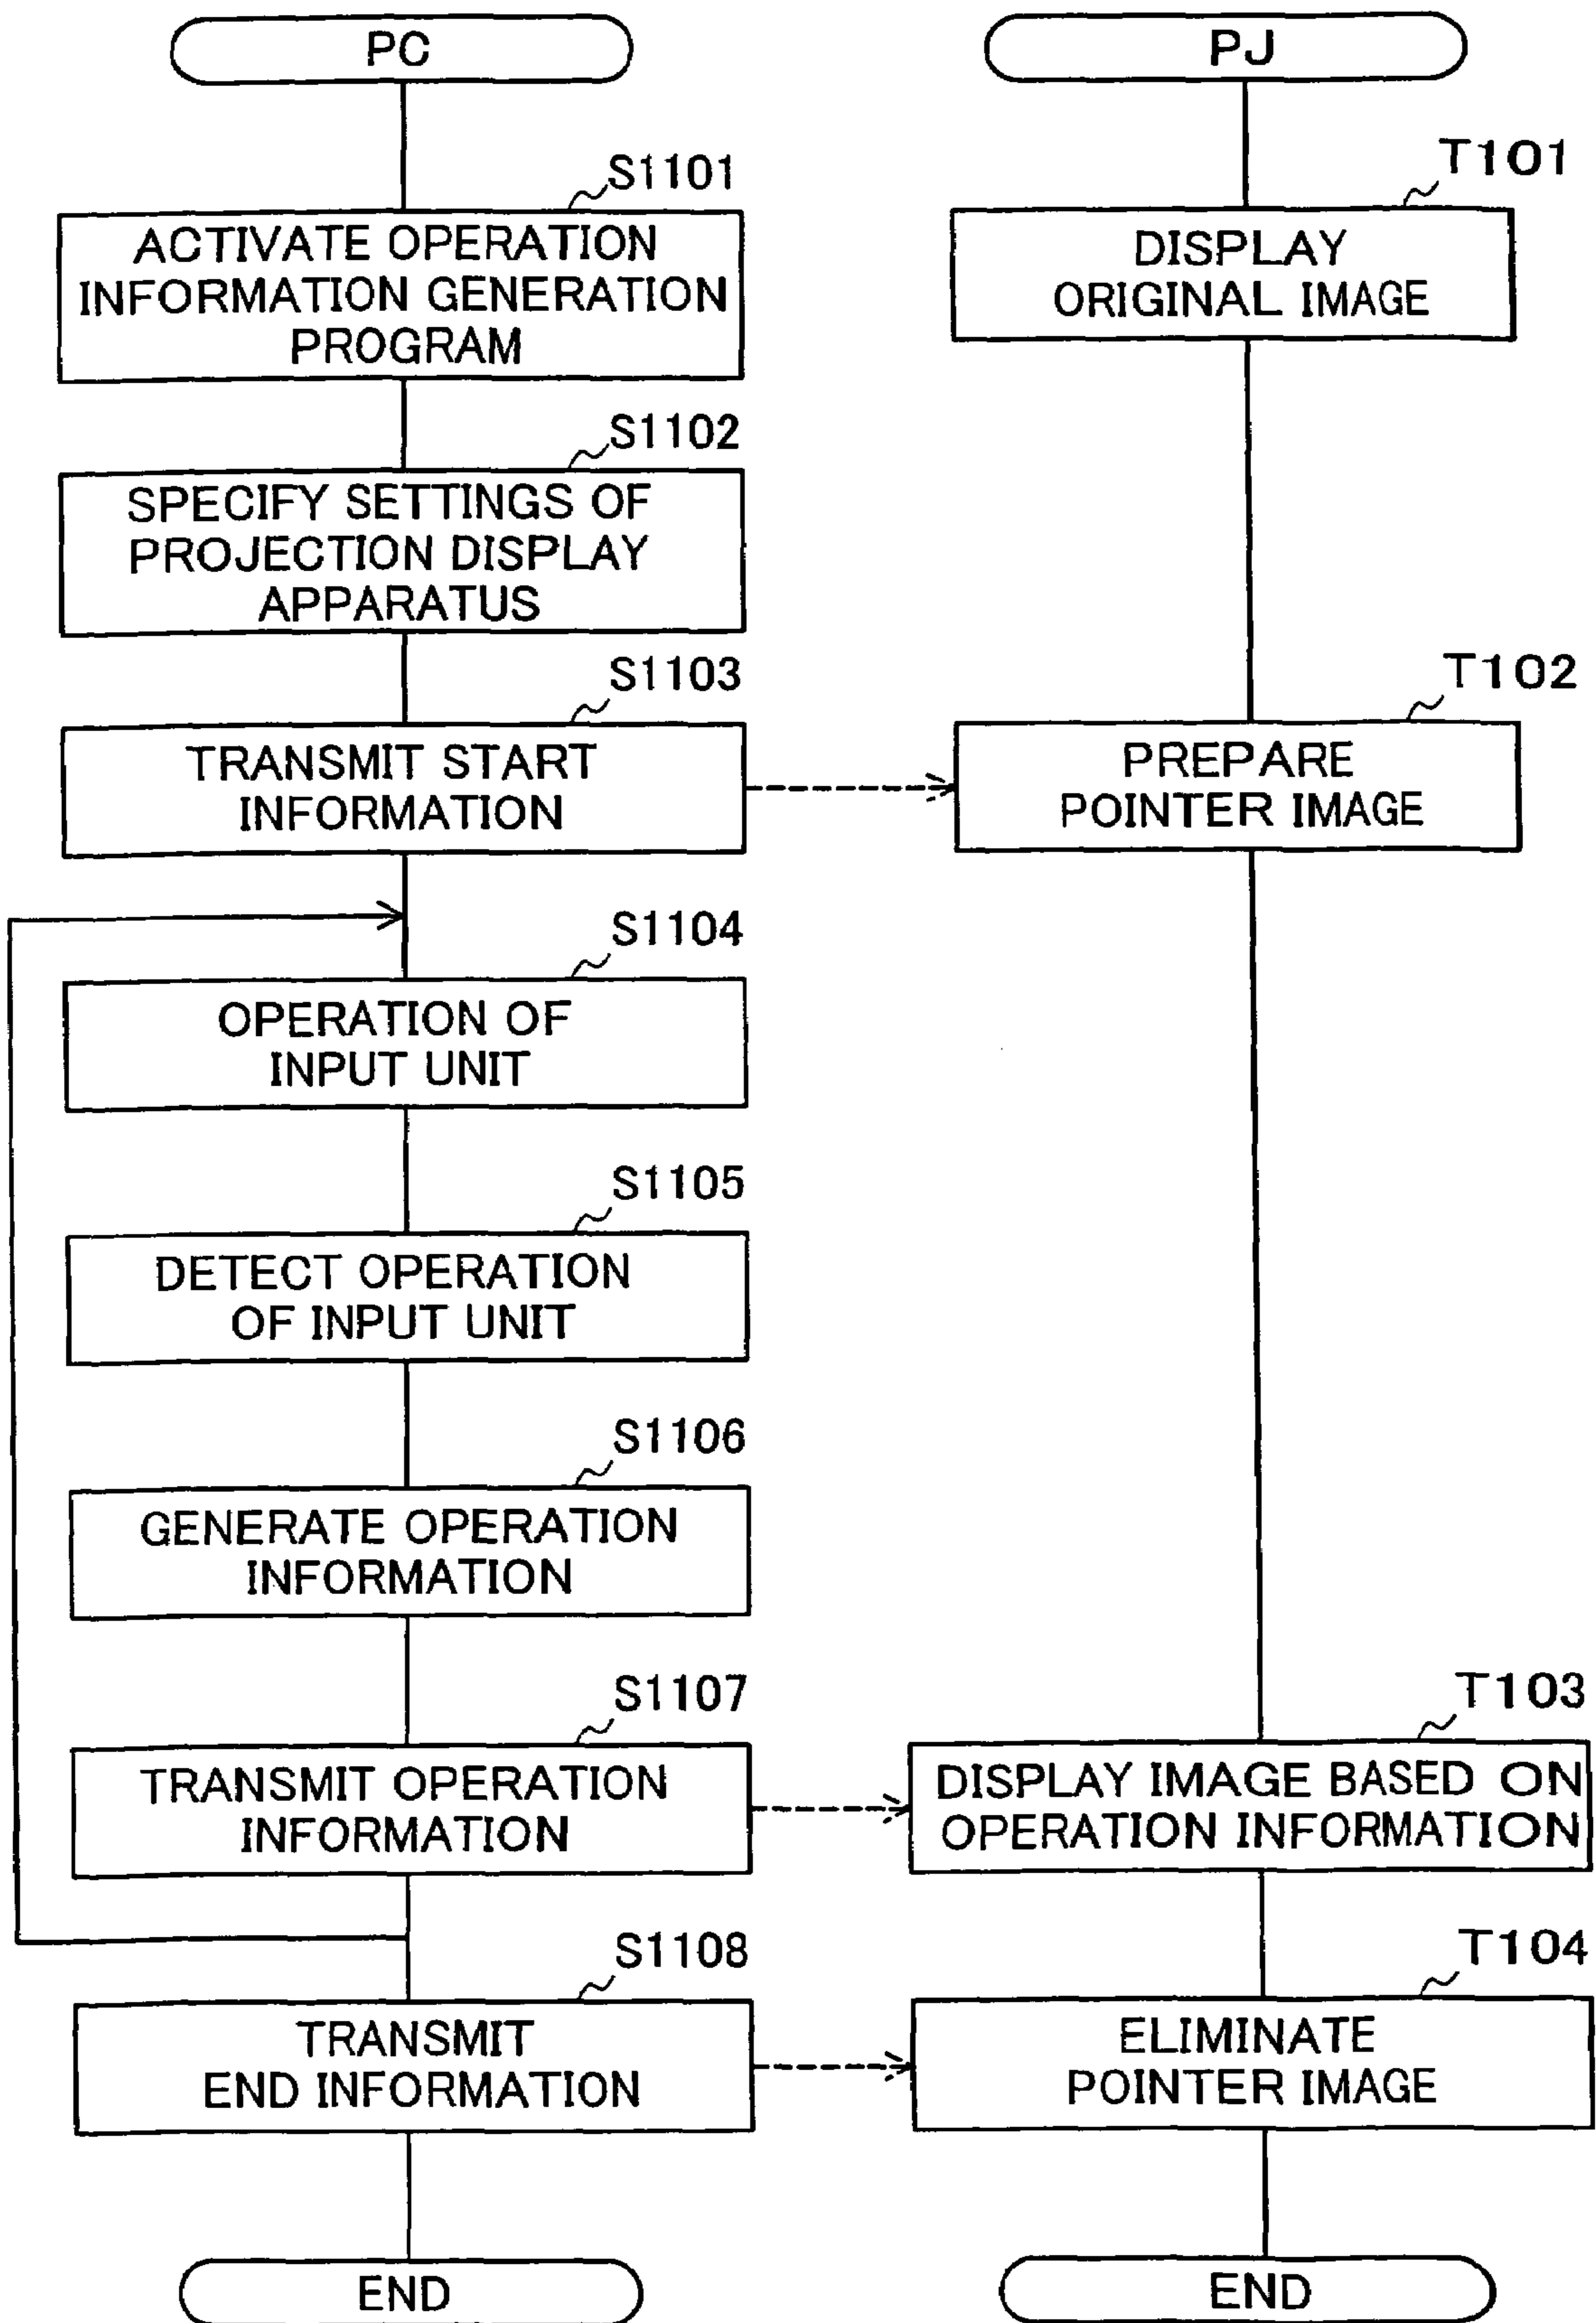 PC
S1101
ACTIVATE OPERATION
INFORMATION GENERATION
PROGRAM
S1102
SPECIFY SETTINGS OF
PROJECTION DISPLAY
APPARATUS
S1103
TRANSMIT START
INFORMATION
S1104
OPERATION OF
INPUT UNIT
S1105
DETECT OPERATION
OF INPUT UNIT
S1106
GENERATE OPERATION
INFORMATION
S1107
TRANSMIT OPERATION
INFORMATION
S1108
TRANSMIT
END INFORMATION
END
PJ
T101
DISPLAY
ORIGINAL IMAGE
T102
PREPARE
POINTER IMAGE
T103
DISPLAY IMAGE BASED ON
OPERATION INFORMATION
T104
ELIMINATE
POINTER IMAGE
END